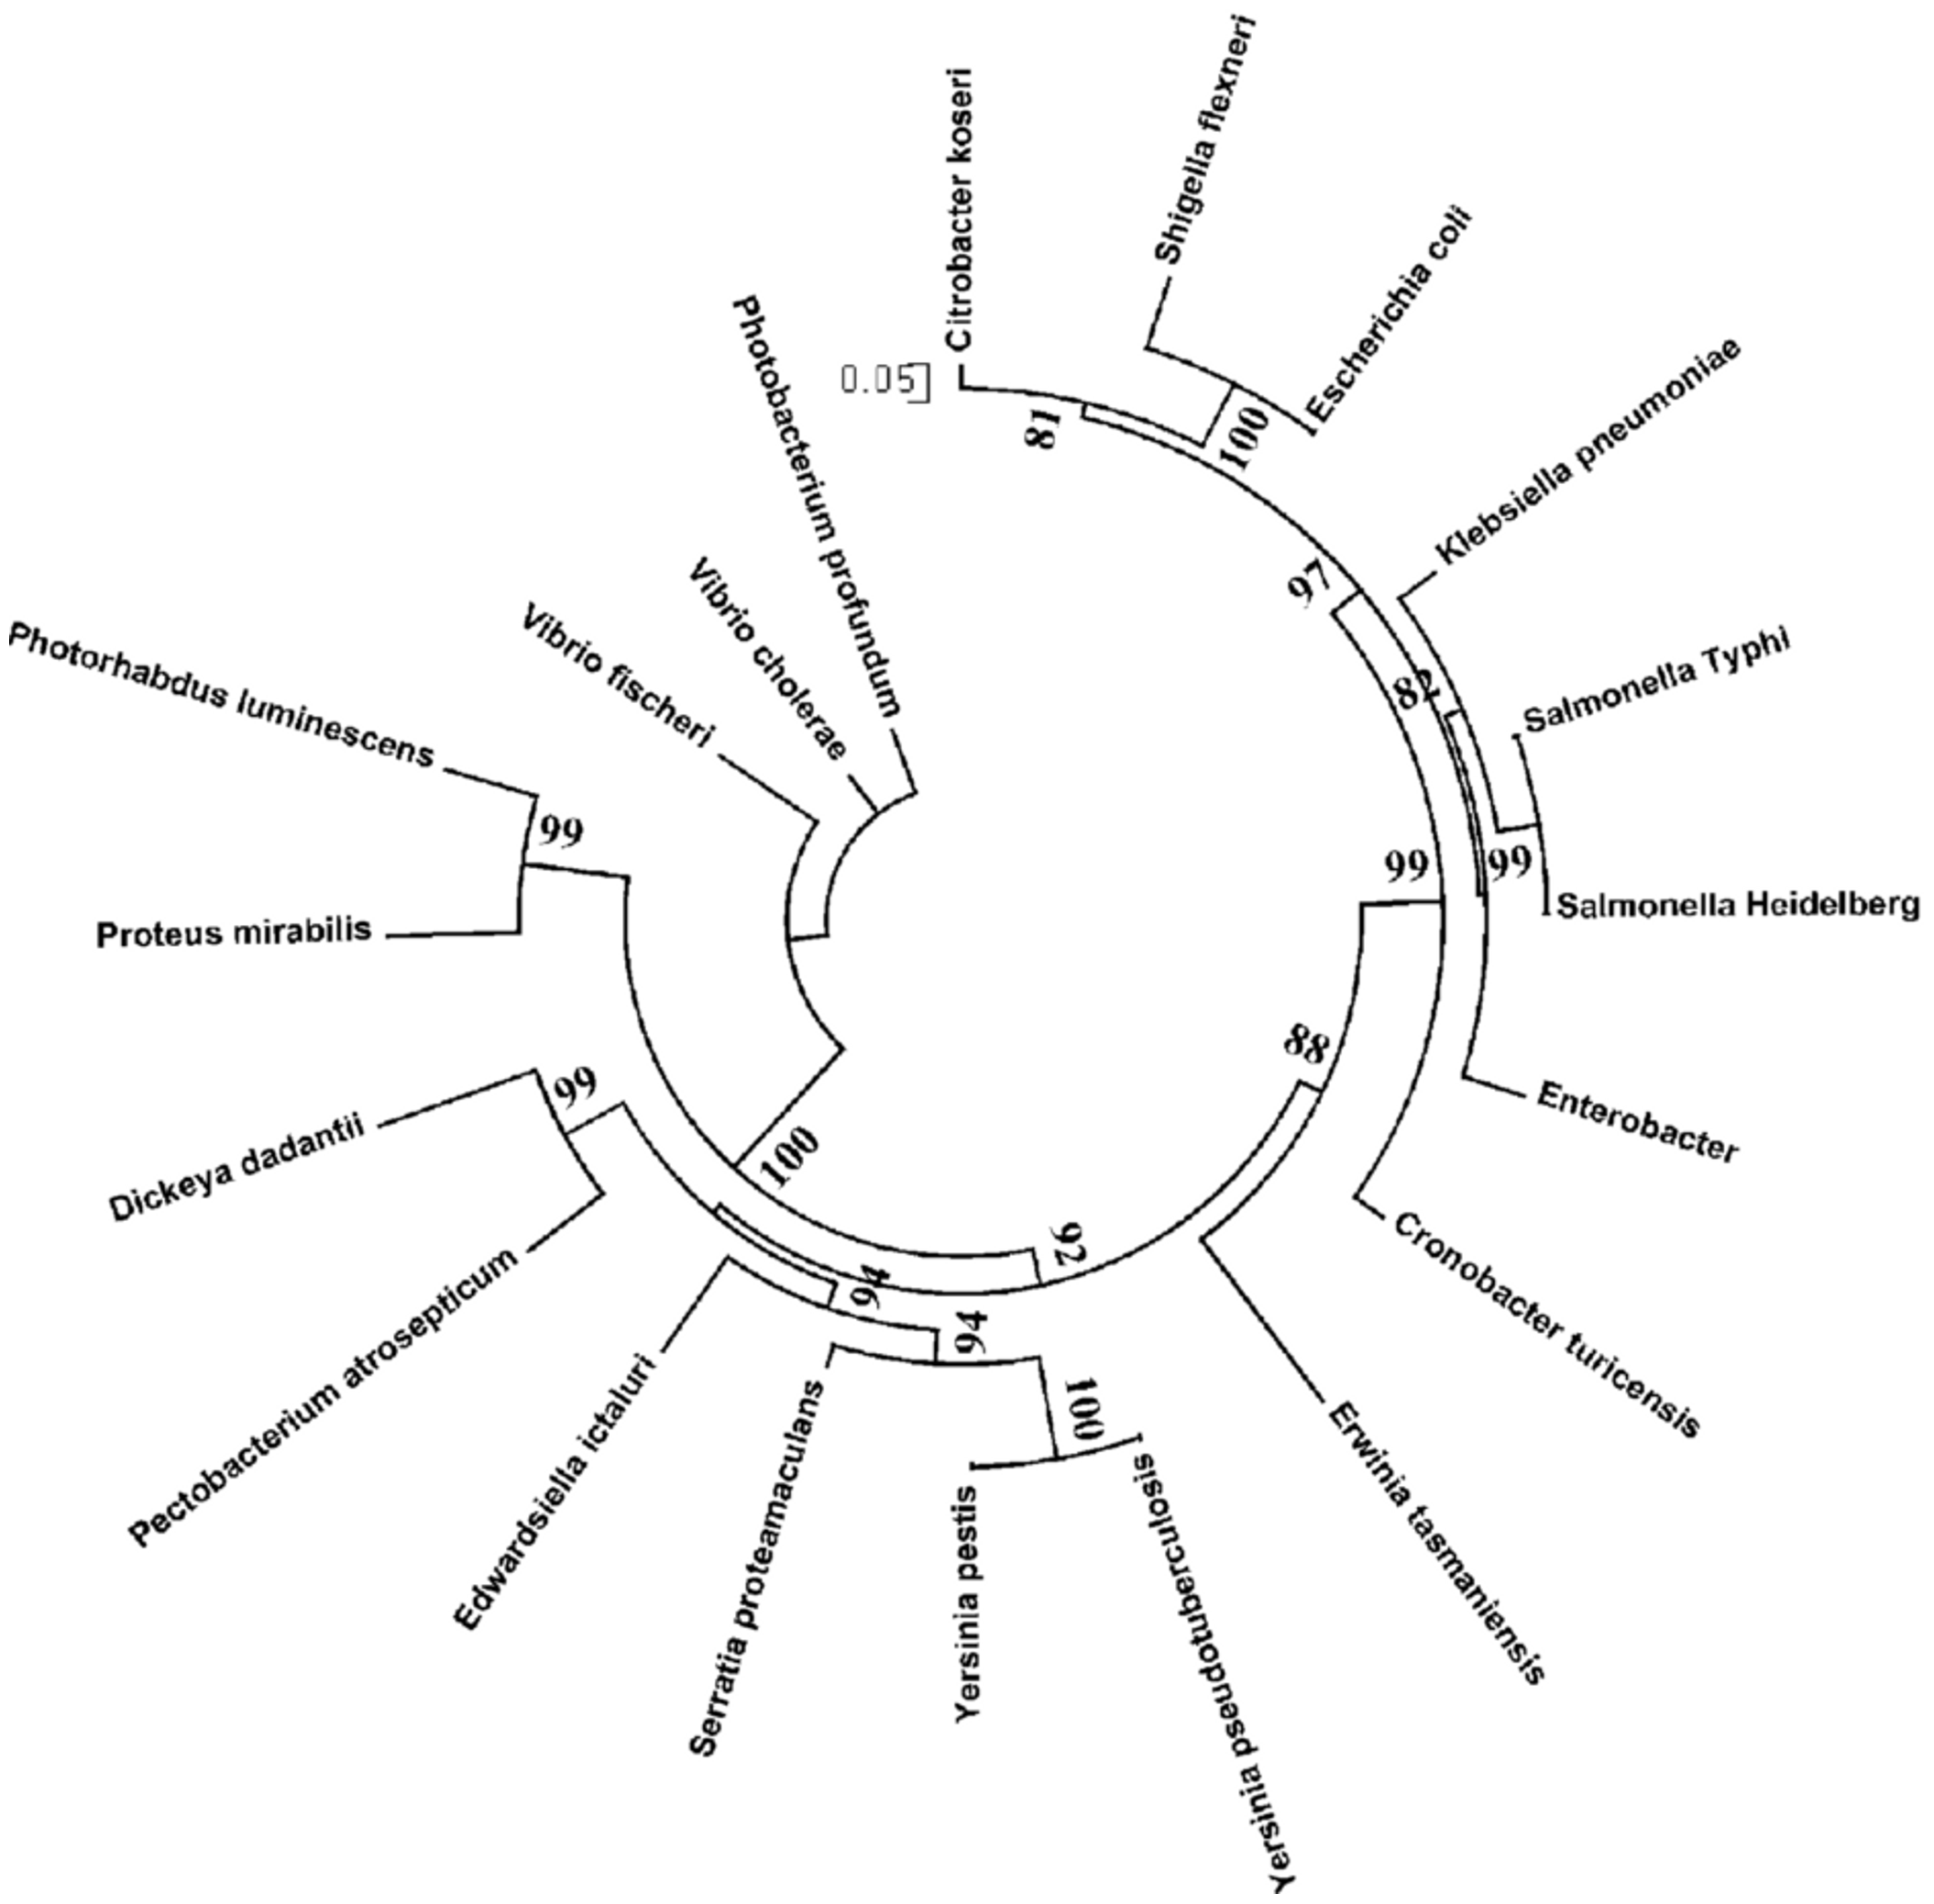 Citrobacter koseri
Shigella flexneri
Escherichia coli
Klebsiella pneumoniae
Salmonella Typhi
Salmonella Heidelberg
Enterobacter
Cronobacter turicensis
Erwinia tasmaniensis
Yersinia pseudotuberculosis
Yersinia pestis
Serratia proteamaculans
Edwardsiella ictaluri
Pectobacterium atrosepticum
Dickeya dadantii
Proteus mirabilis
Photorhabdus luminescens
Vibrio fischeri
Vibrio cholerae
Photobacterium profundum
0.05
81
100
97
82
99
99
88
92
100
94
94
100
99
99